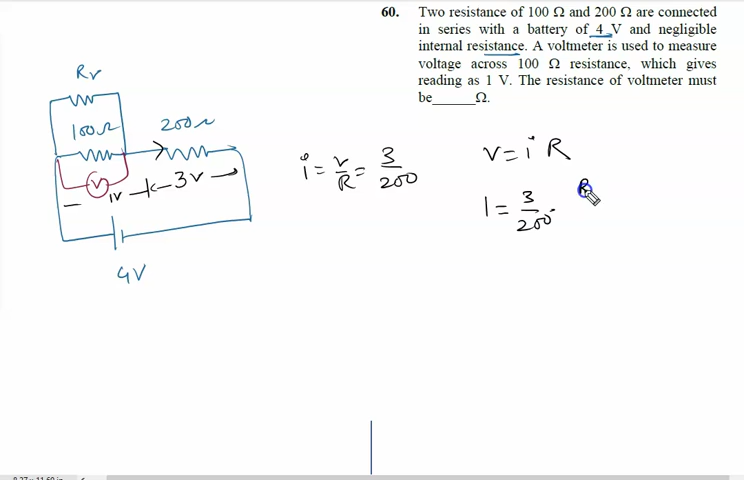 60. Two resistance of 100 Ω and 200 Ω are connected
in series with a battery of 4 V and negligible
internal resistance. A voltmeter is used to measure
voltage across 100 Ω resistance, which gives
reading as 1 V. The resistance of voltmeter must
be______Ω.
Rv
100Ω
200Ω
V
1V
3V
4V
i = V/R = 3/200
V = i R
1 = 3/200 . R